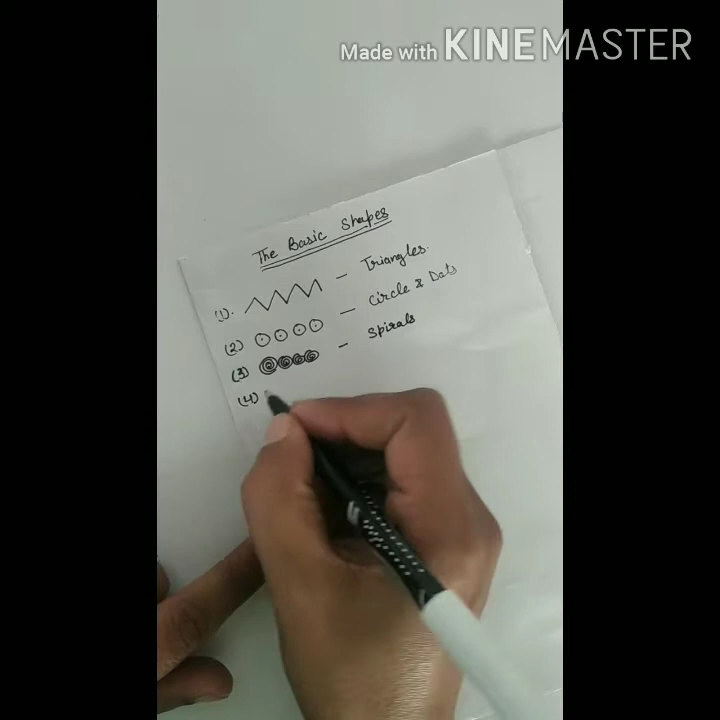 Made with KINEMASTER
The Basic Shapes
(1). – Triangles.
(2) – Circle & Dots
(3) – Spirals
(4)